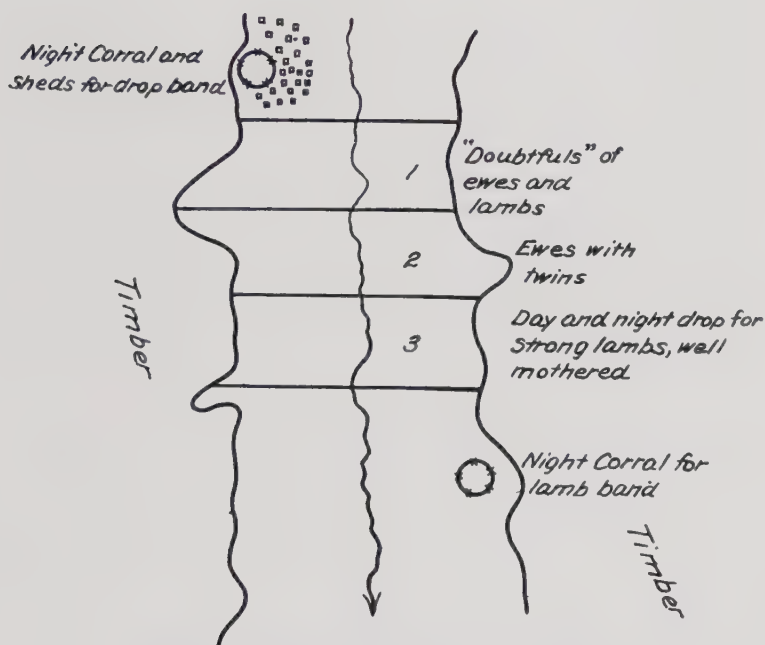 Night Corral and
sheds for drop band
1
"Doubtfuls" of
ewes and
lambs
2
Ewes with
twins
Timber
3
Day and night drop for
strong lambs, well
mothered
Night Corral for
lamb band
Timber